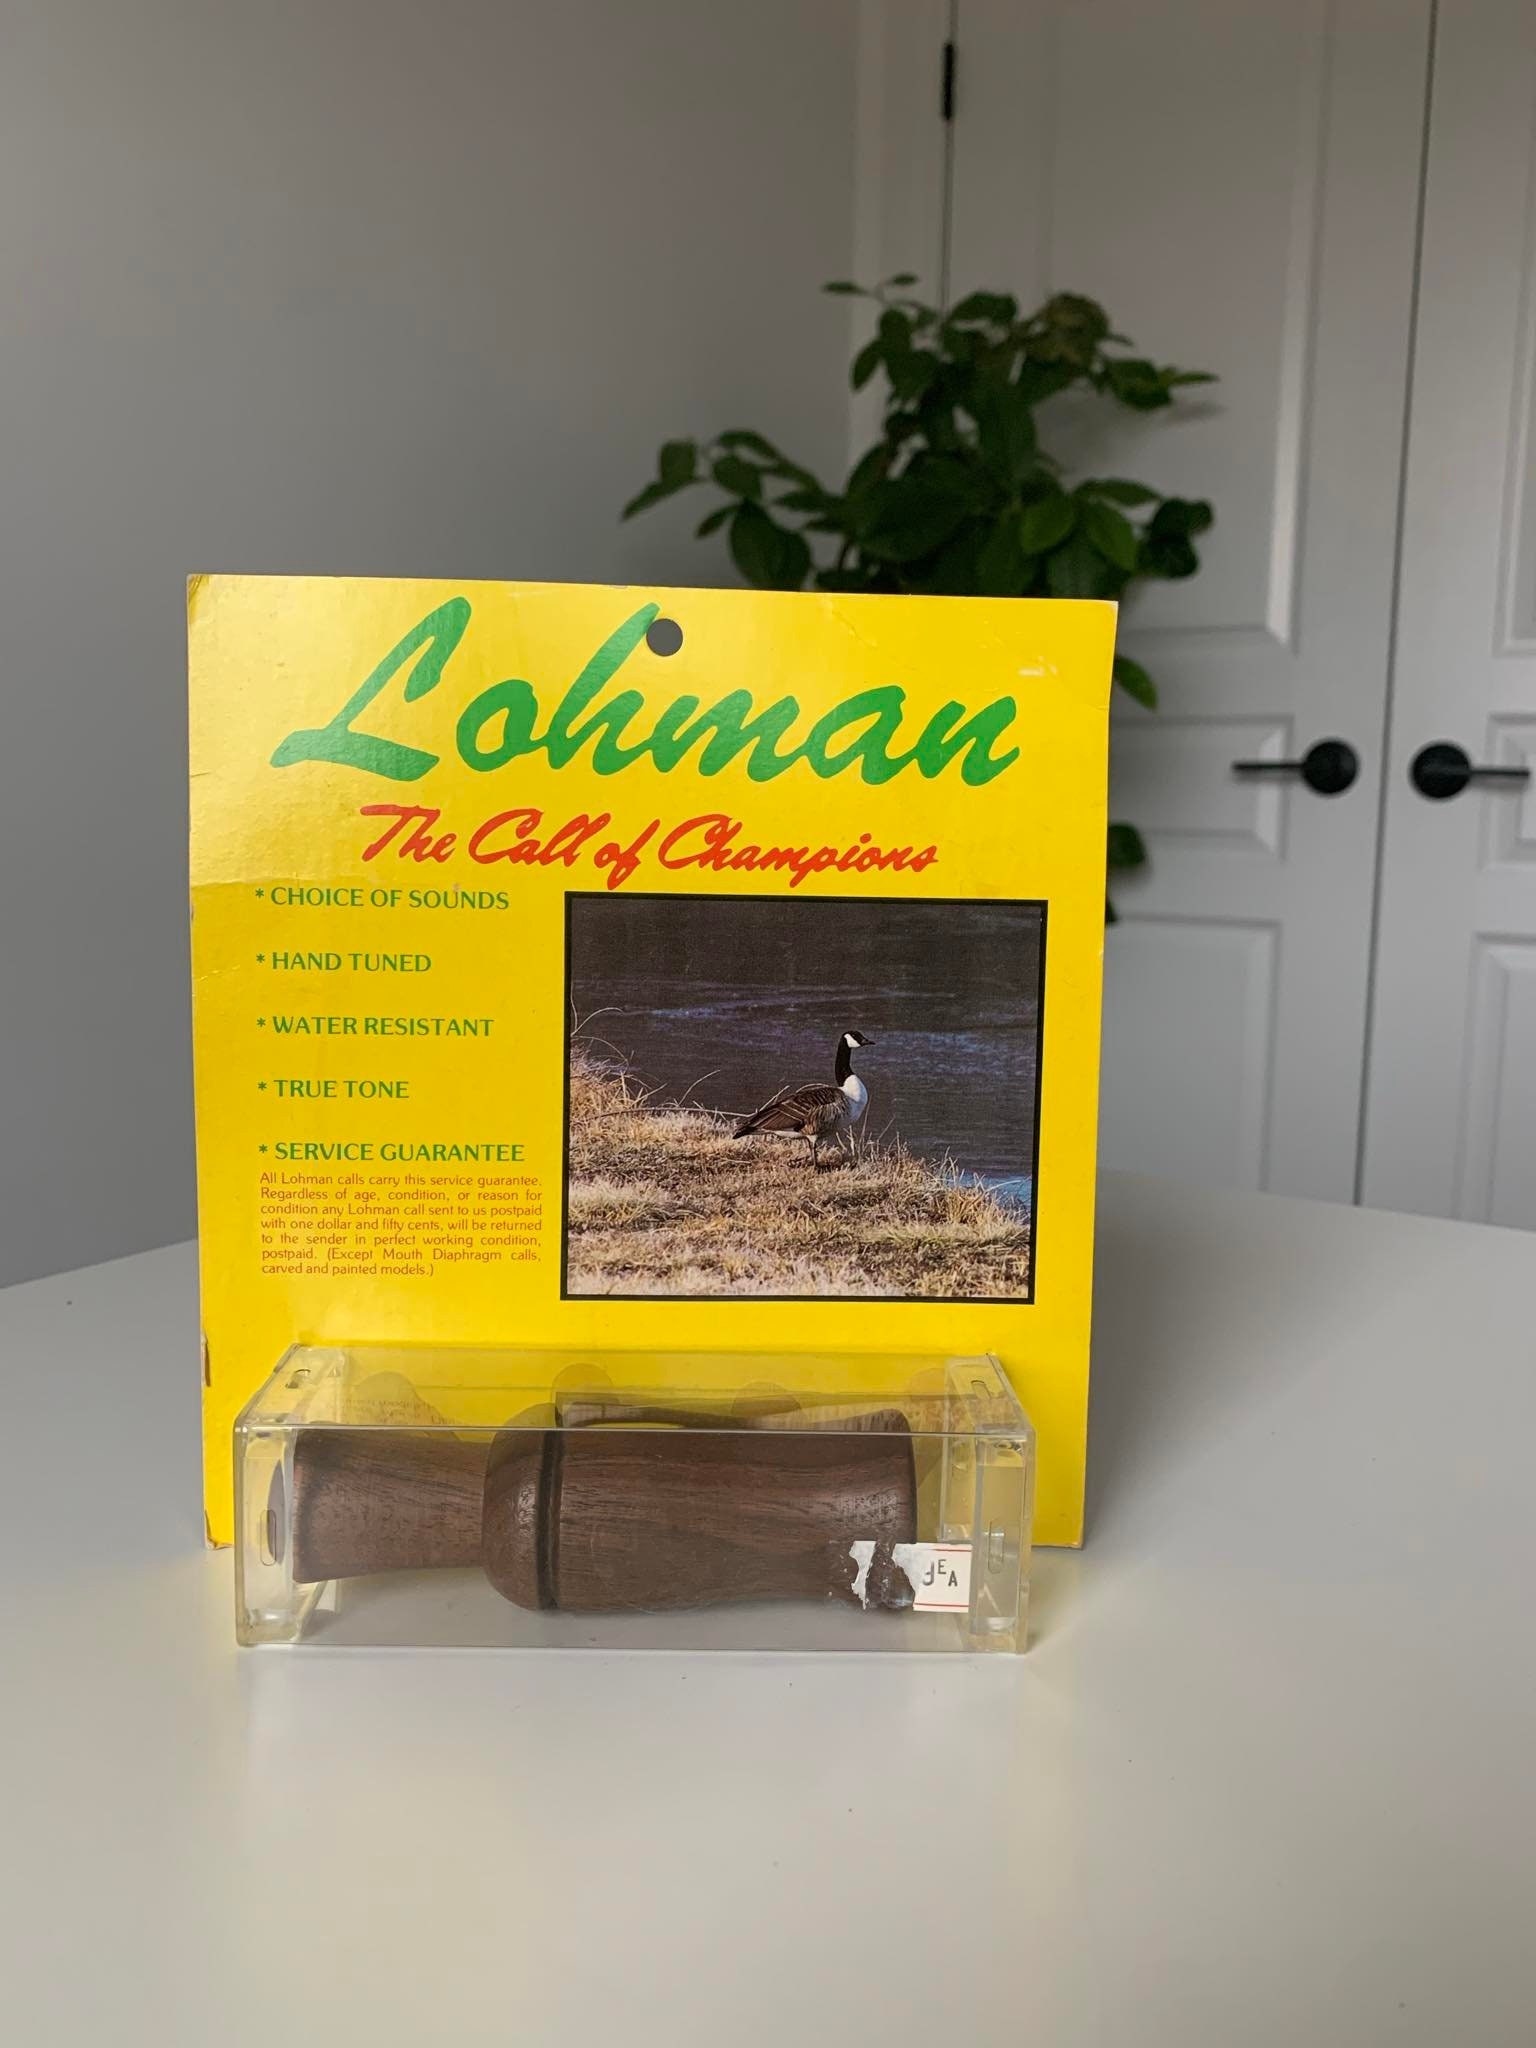 Lohman
The Call of Champions
* CHOICE OF SOUNDS
* HAND TUNED
* WATER RESISTANT
* TRUE TONE
* SERVICE GUARANTEE
All Lohman calls carry this service guarantee.
Regardless of age, condition, or reason for
condition any Lohman call sent to us postpaid
with one dollar and fifty cents, will be returned
to the sender in perfect working condition,
postpaid. (Except Mouth Diaphragm calls,
carved and painted models.)
EA